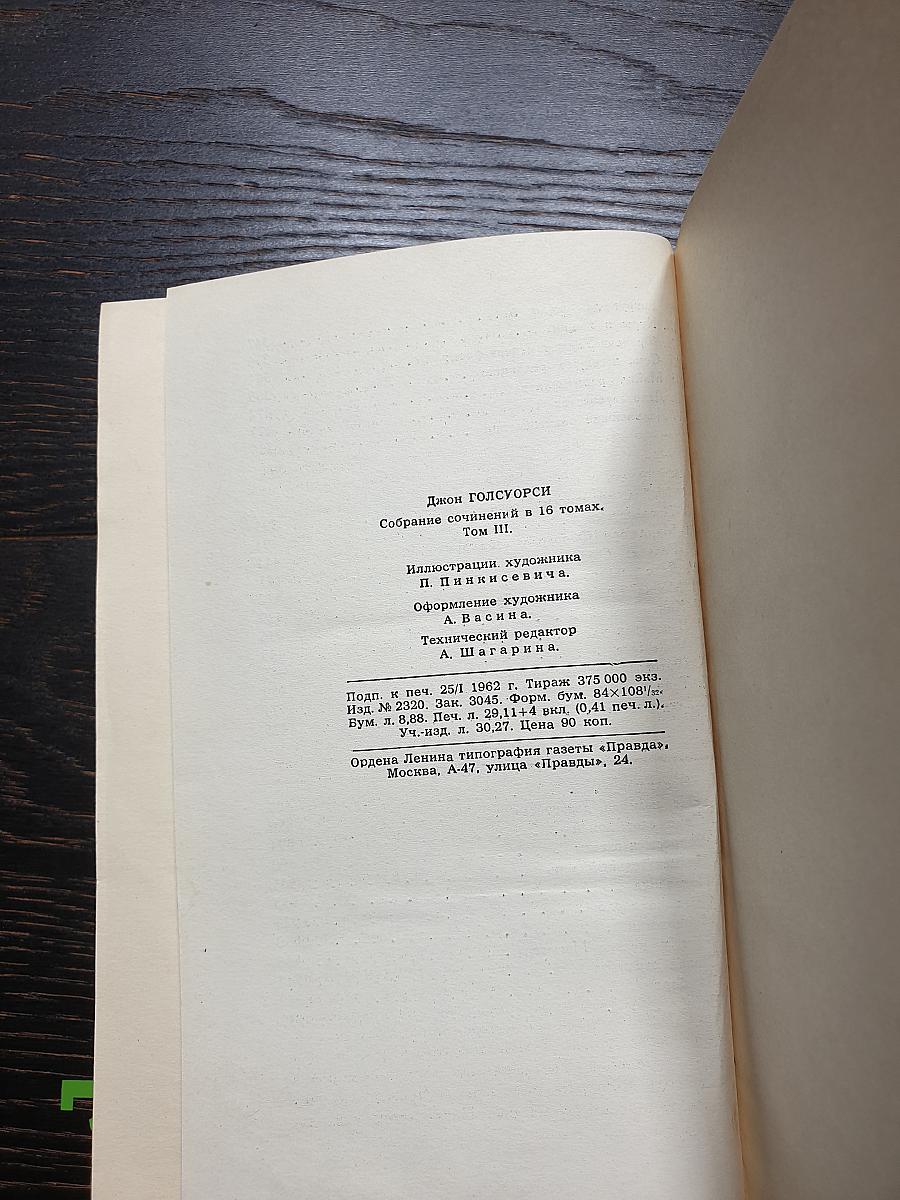 Джон ГОЛСУОРСИ
Собрание сочинений в 16 томах.
Том III.
Иллюстрации художника
П. Пинкисевича.
Оформление художника
А. Васина.
Технический редактор
А. Шагарина.
Подп. к печ. 25/I 1962 г. Тираж 375 000 экз.
Изд. № 2320. Зак. 3045. Форм. бум. 84×108¹/₃₂.
Бум. л. 8,88. Печ. л. 29,11+4 вкл. (0,41 печ. л.).
Уч.-изд. л. 30,27. Цена 90 коп.
Ордена Ленина типография газеты «Правда».
Москва, А-47, улица «Правды», 24.